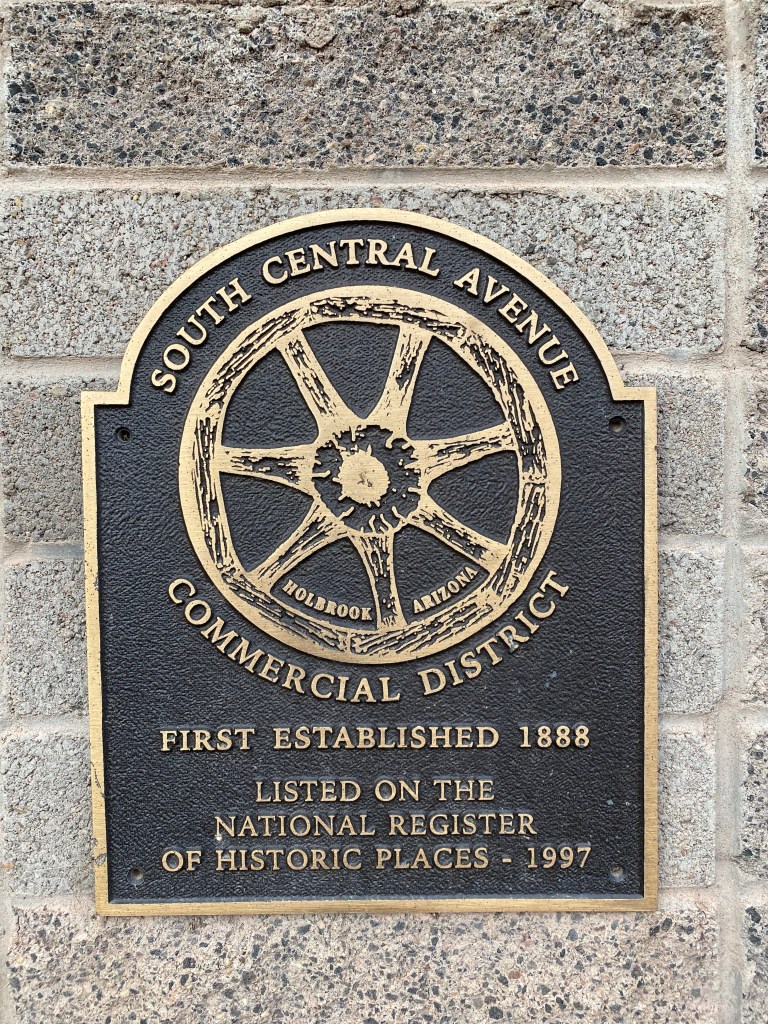 SOUTH CENTRAL AVENUE
HOLBROOK ARIZONA
COMMERCIAL DISTRICT
FIRST ESTABLISHED 1888
LISTED ON THE
NATIONAL REGISTER
OF HISTORIC PLACES - 1997